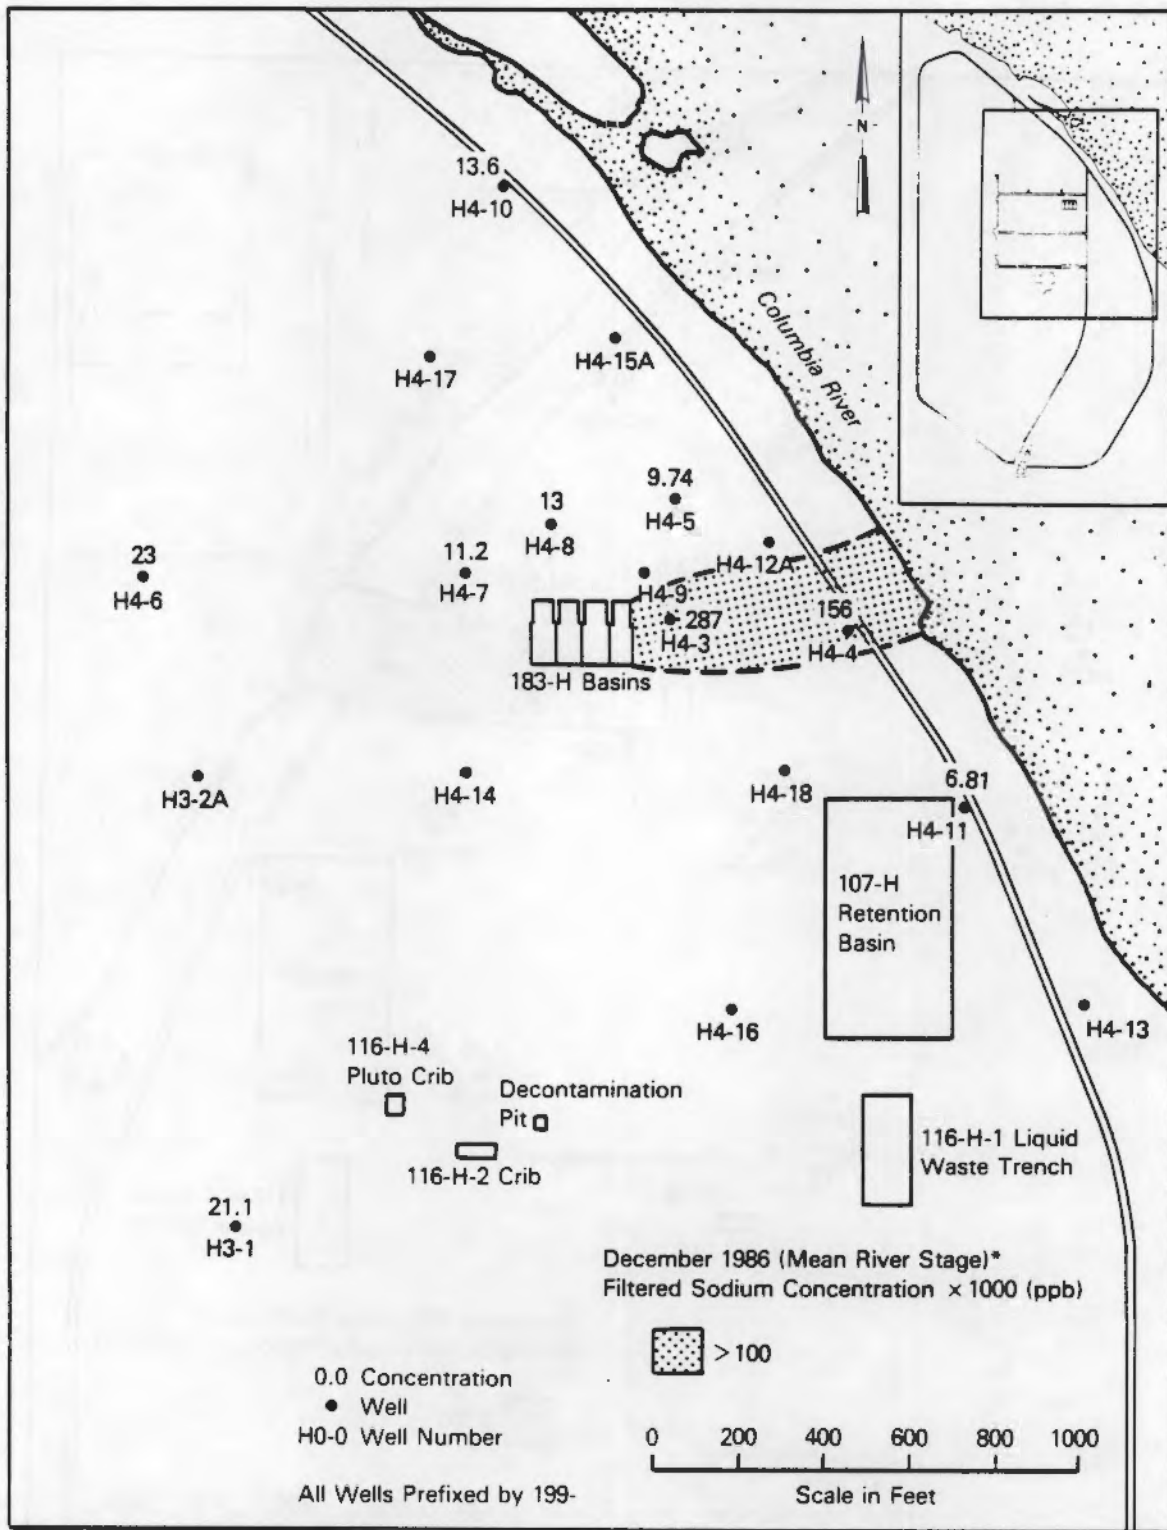 N
13.6
H4-10
Columbia River
H4-17
H4-15A
9.74
H4-5
13
H4-8
H4-12A
23
H4-6
11.2
H4-7
H4-9
287
H4-3
156
H4-4
183-H Basins
H3-2A
H4-14
H4-18
6.81
H4-11
107-H
Retention
Basin
H4-16
H4-13
116-H-4
Pluto Crib
Decontamination
Pit
116-H-2 Crib
116-H-1 Liquid
Waste Trench
21.1
H3-1
December 1986 (Mean River Stage)*
Filtered Sodium Concentration × 1000 (ppb)
> 100
0.0 Concentration
Well
H0-0 Well Number
All Wells Prefixed by 199-
0 200 400 600 800 1000
Scale in Feet